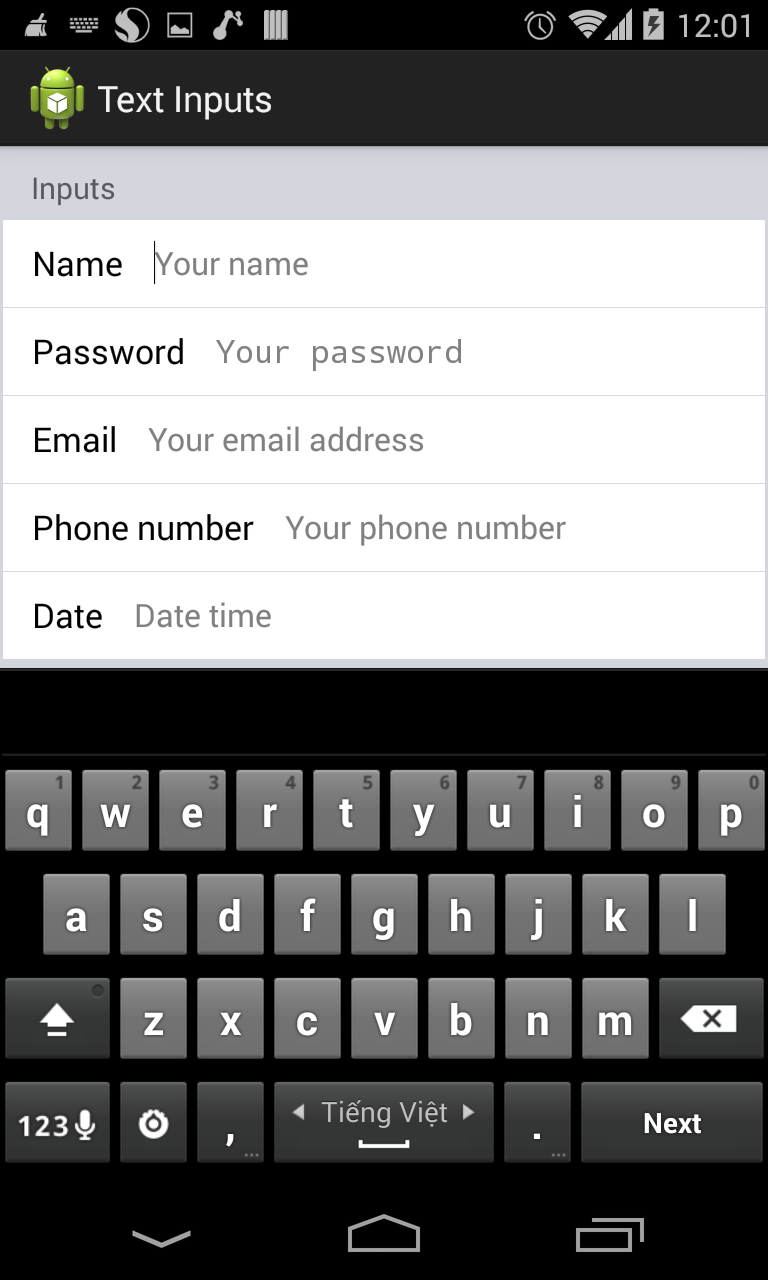 12:01
Text Inputs
Inputs
Name Your name
Password Your password
Email Your email address
Phone number Your phone number
Date Date time
1 2 3 4 5 6 7 8 9 0
q w e r t y u i o p
a s d f g h j k l
z x c v b n m
123 , ... Tiếng Việt . ... Next